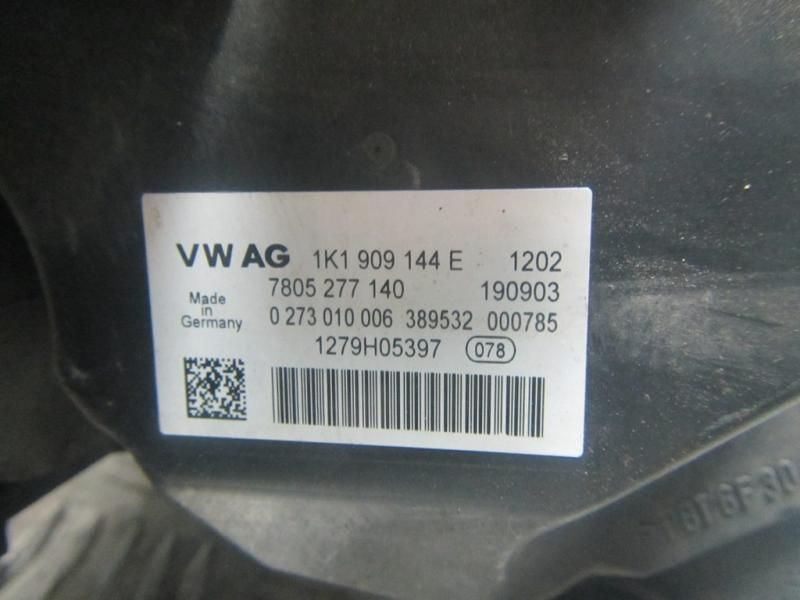 VW AG 1K1 909 144 E 1202
7805 277 140 190903
Made in Germany
0 273 010 006 389532 000785
1279H05397 078